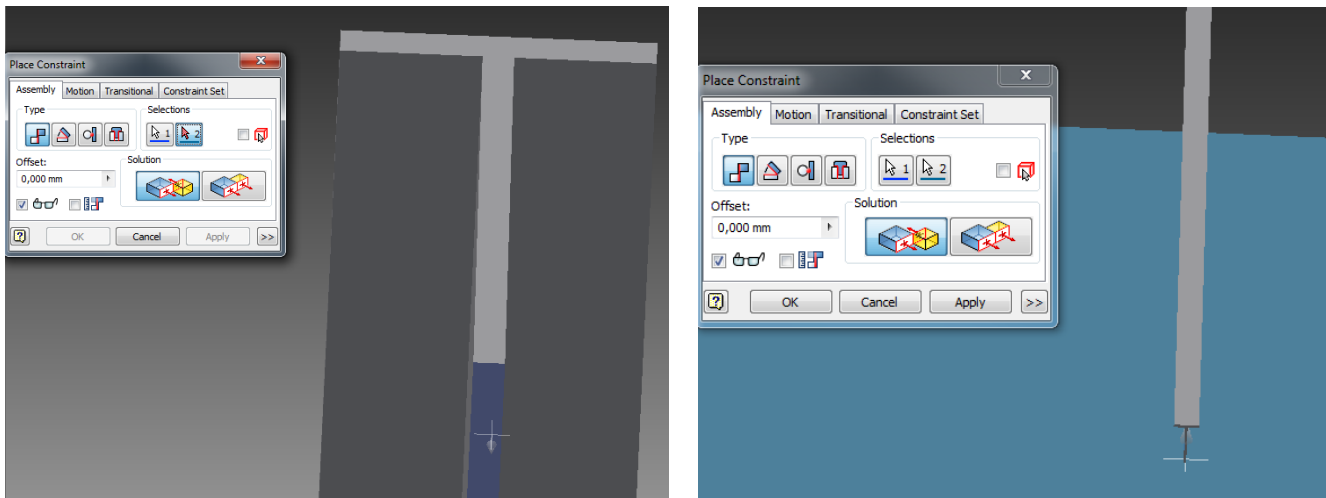 Place Constraint
x
Assembly Motion Transitional Constraint Set
Type Selections
1 2
Offset: Solution
0,000 mm
? OK Cancel Apply >>
Place Constraint
x
Assembly Motion Transitional Constraint Set
Type Selections
1 2
Offset: Solution
0,000 mm
? OK Cancel Apply >>